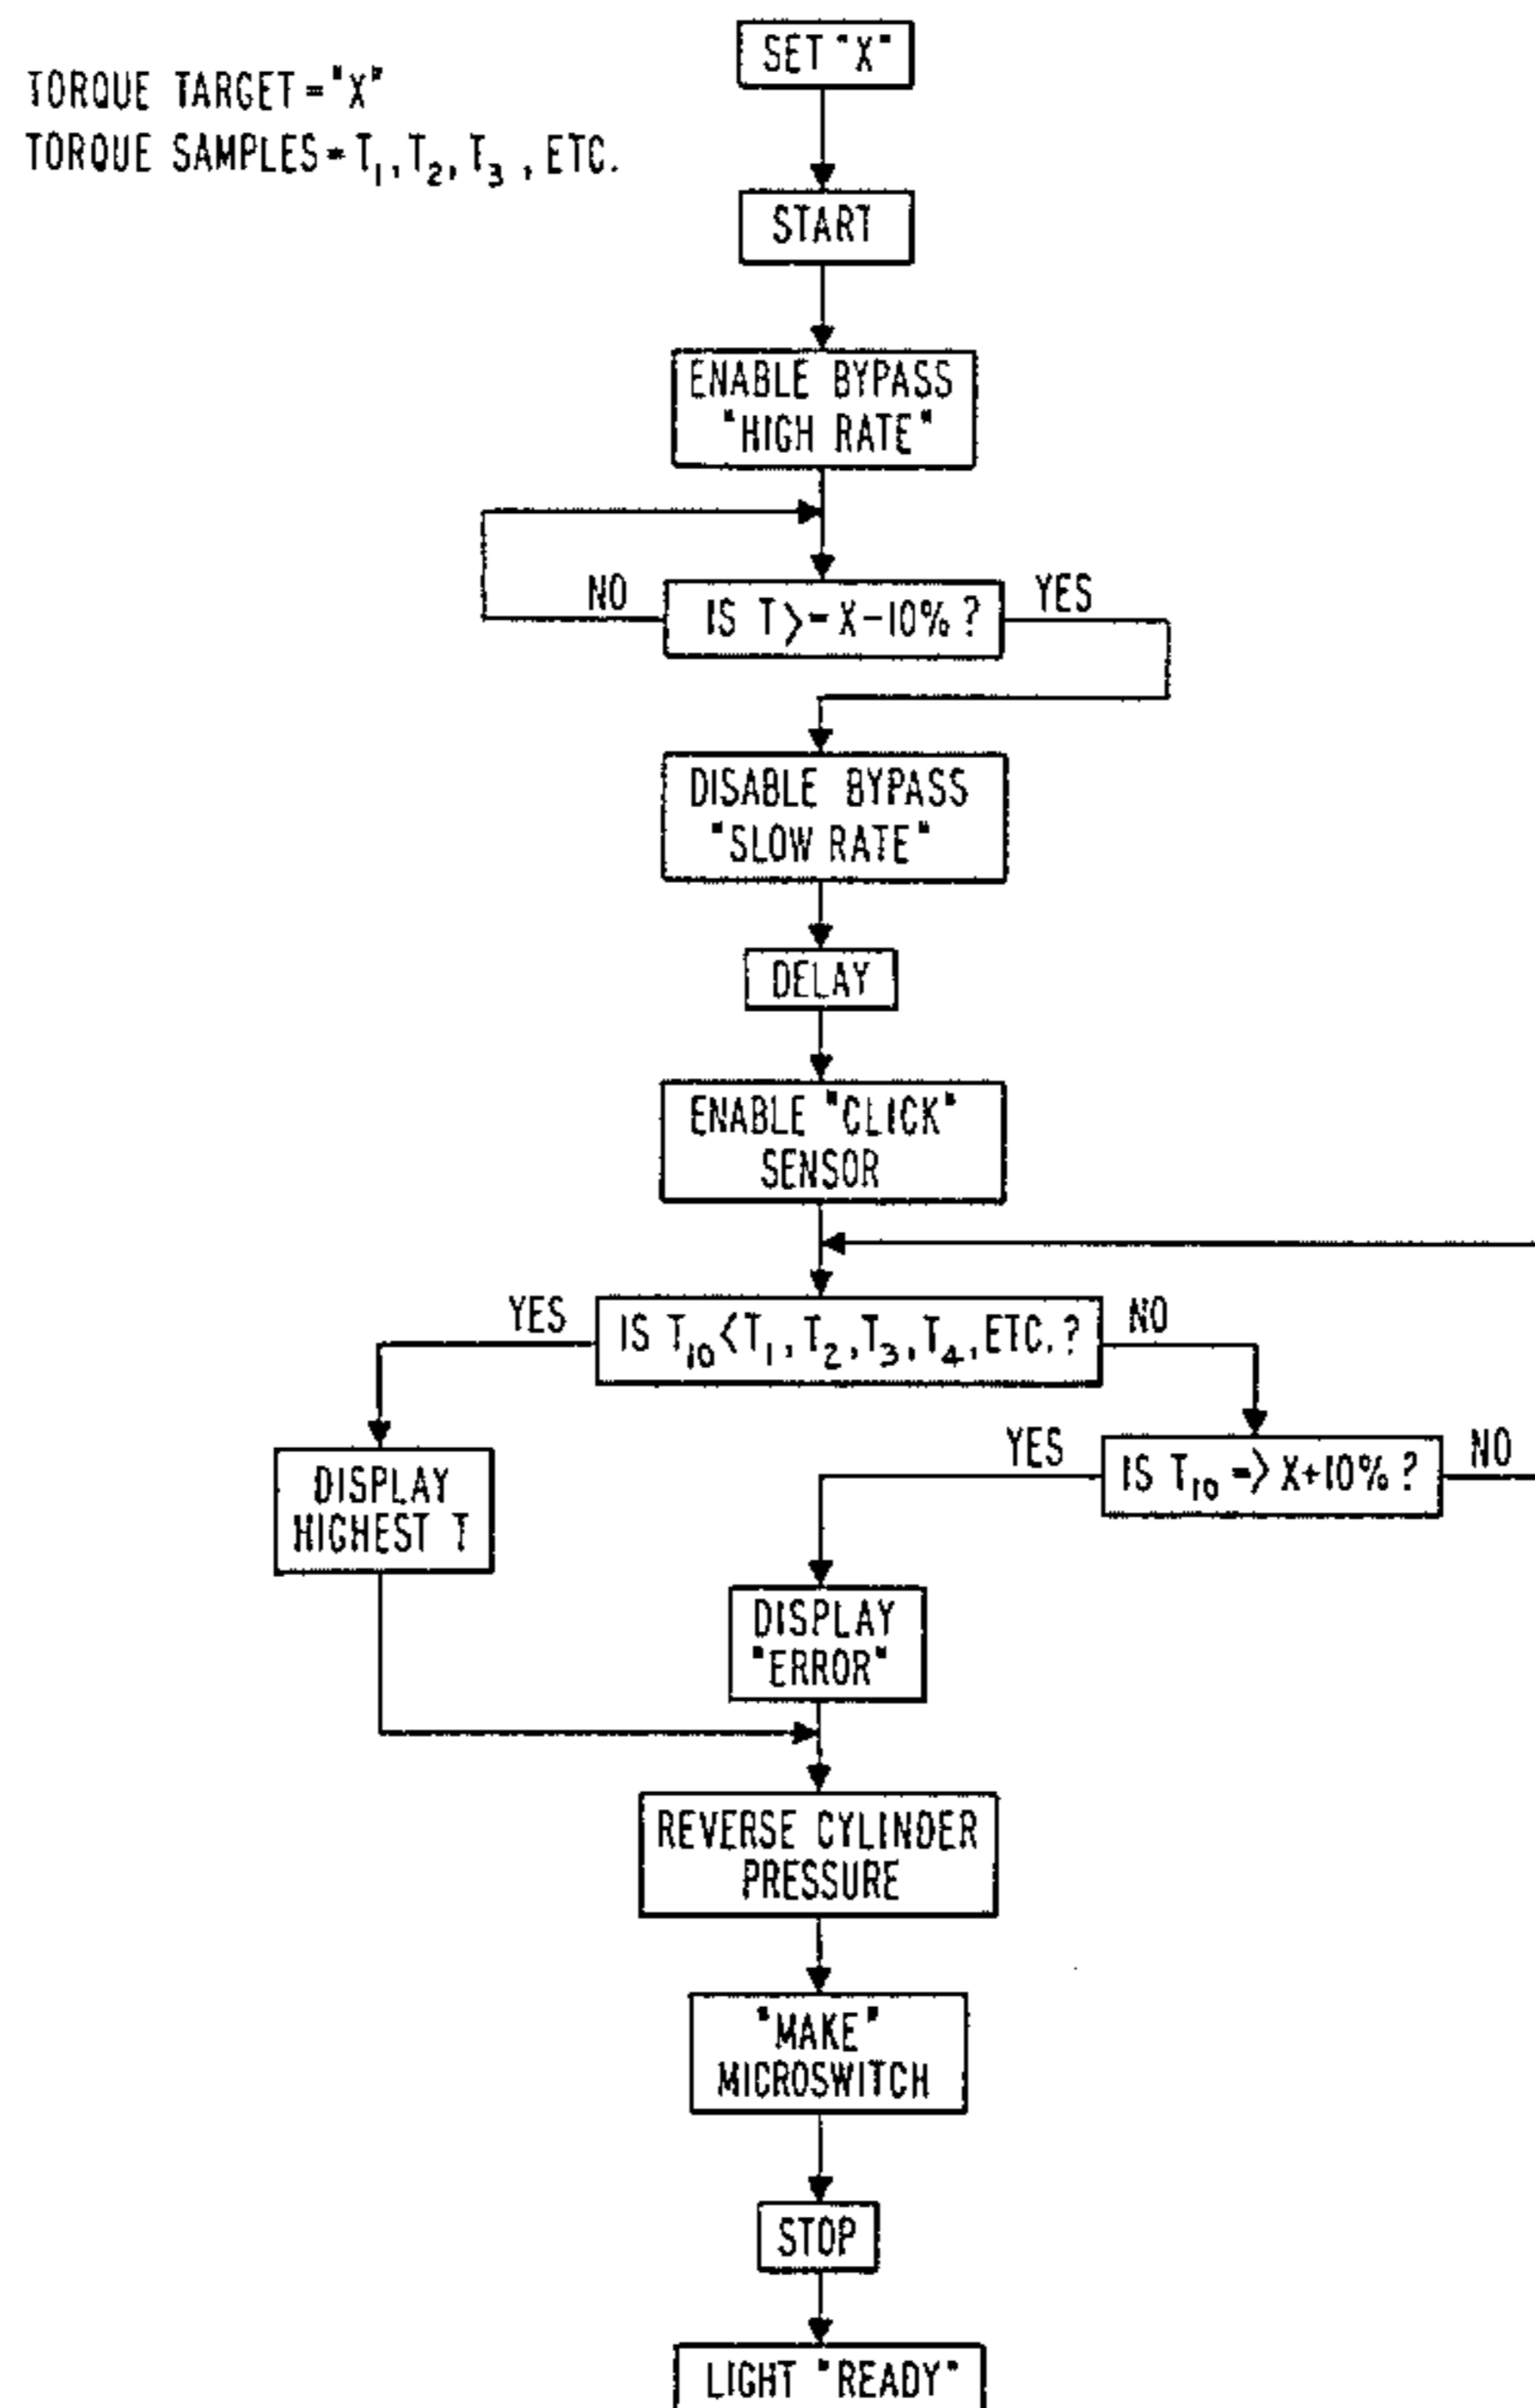 TORQUE TARGET="X"
TORQUE SAMPLES=T₁,T₂,T₃,ETC.
SET "X"
START
ENABLE BYPASS
"HIGH RATE"
NO
IS T>=X-10%?
YES
DISABLE BYPASS
"SLOW RATE"
DELAY
ENABLE "CLICK"
SENSOR
YES
IS T₁₀<T₁,T₂,T₃,T₄,ETC.?
NO
DISPLAY
HIGHEST T
YES
IS T₁₀=>X+10%?
NO
DISPLAY
"ERROR"
REVERSE CYLINDER
PRESSURE
"MAKE"
MICROSWITCH
STOP
LIGHT "READY"